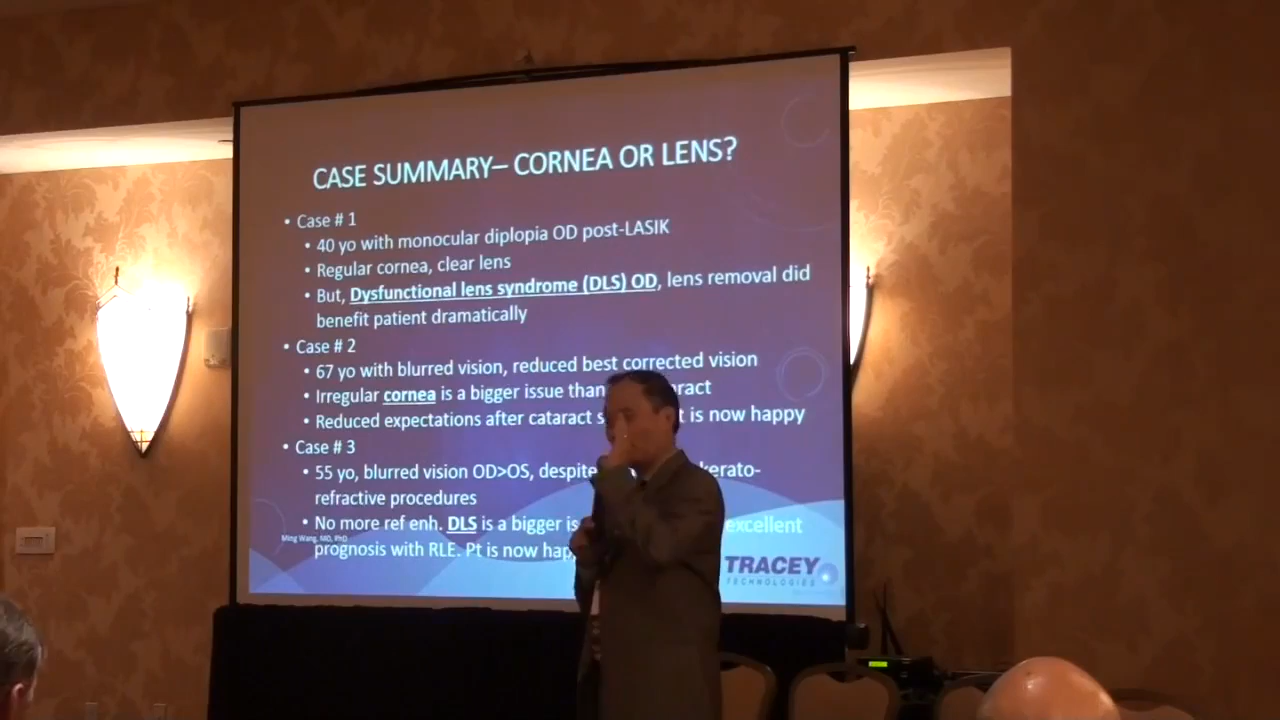 CASE SUMMARY– CORNEA OR LENS?
• Case # 1
• 40 yo with monocular diplopia OD post-LASIK
• Regular cornea, clear lens
• But, Dysfunctional lens syndrome (DLS) OD, lens removal did
benefit patient dramatically
• Case # 2
• 67 yo with blurred vision, reduced best corrected vision
• Irregular cornea is a bigger issue than
• Reduced expectations after cataract is now happy
• Case # 3
• 55 yo, blurred vision OD>OS, despite kerato-
refractive procedures
• No more ref enh. DLS is a bigger excellent
Ming Wang, MD, PhD
prognosis with RLE. Pt is now
TRACEY
TECHNOLOGIES